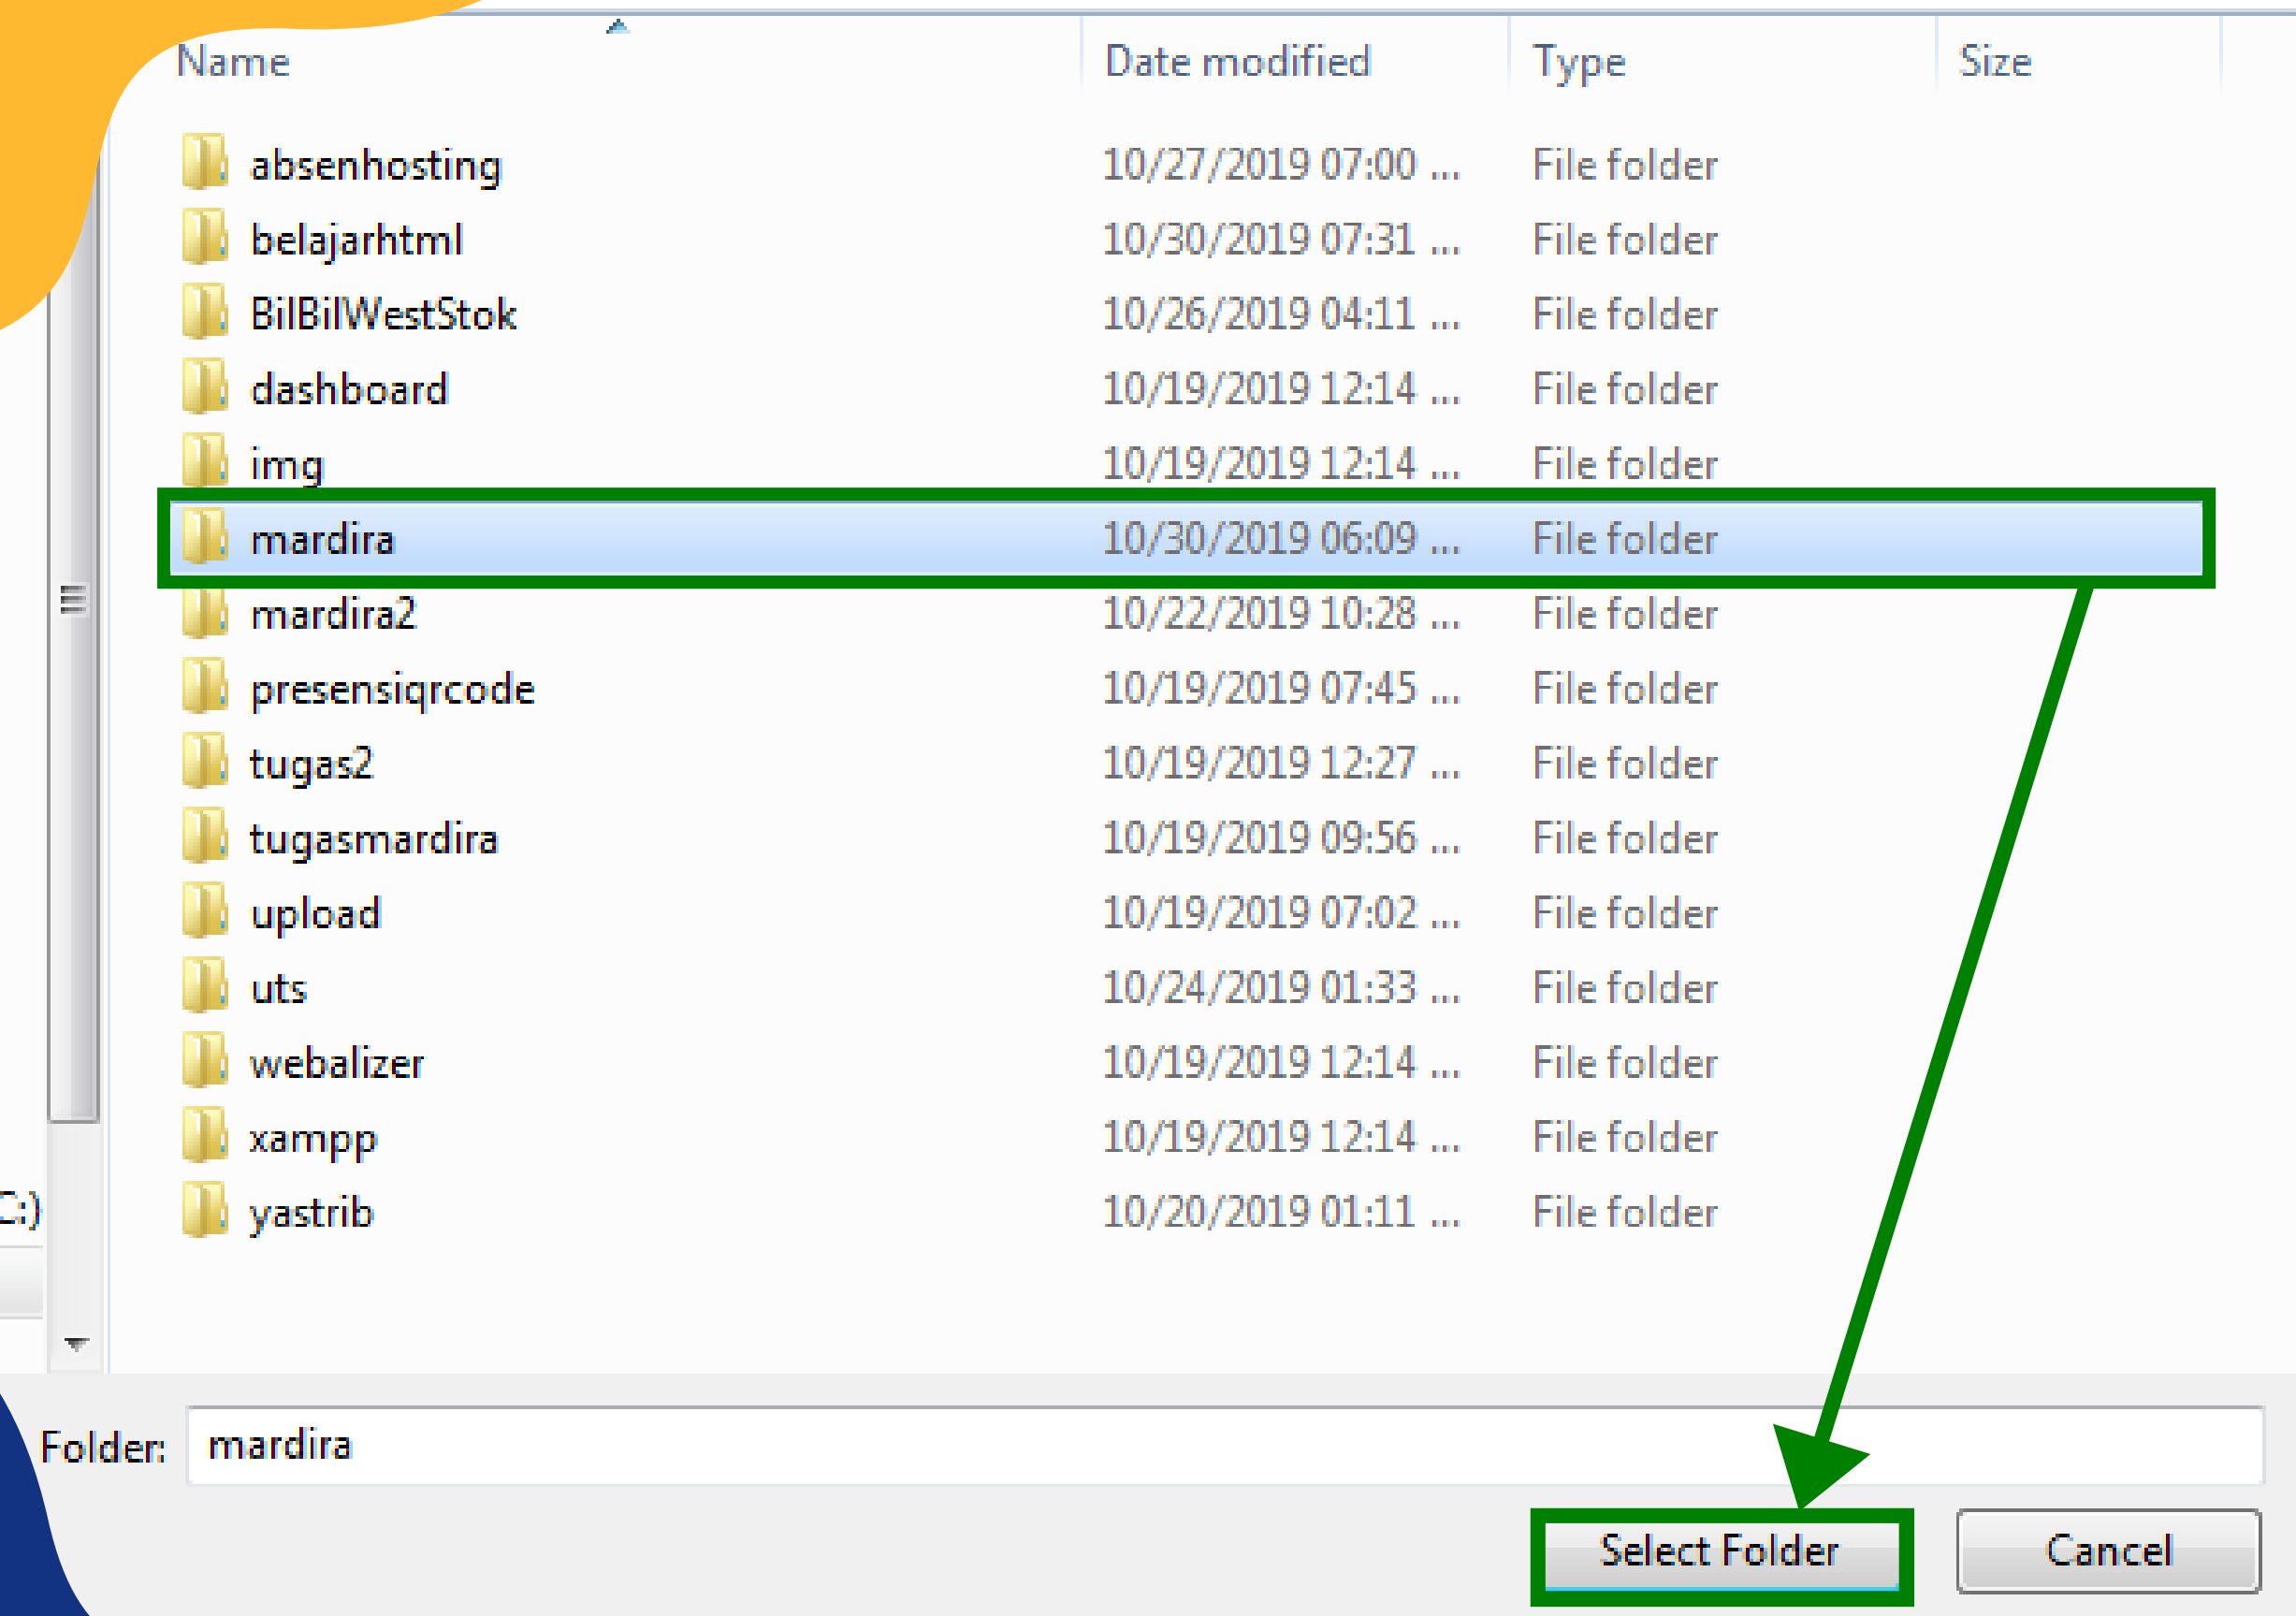 Name Date modified Type Size
absenhosting 10/27/2019 07:00 ... File folder
belajarhtml 10/30/2019 07:31 ... File folder
BilBilWestStok 10/26/2019 04:11 ... File folder
dashboard 10/19/2019 12:14 ... File folder
img 10/19/2019 12:14 ... File folder
mardira 10/30/2019 06:09 ... File folder
mardira2 10/22/2019 10:28 ... File folder
presensiqrcode 10/19/2019 07:45 ... File folder
tugas2 10/19/2019 12:27 ... File folder
tugasmardira 10/19/2019 09:56 ... File folder
upload 10/19/2019 07:02 ... File folder
uts 10/24/2019 01:33 ... File folder
webalizer 10/19/2019 12:14 ... File folder
xampp 10/19/2019 12:14 ... File folder
C:)
yastrib 10/20/2019 01:11 ... File folder
Folder: mardira
Select Folder Cancel